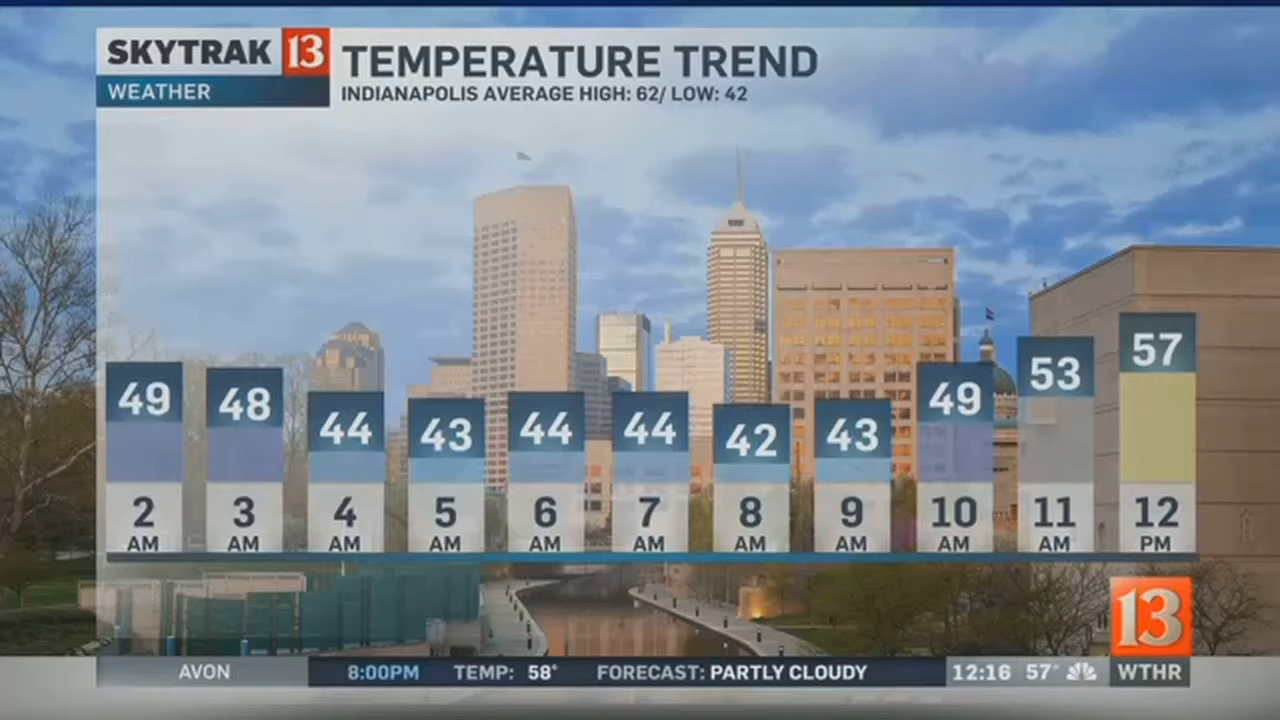 SKYTRAK 13
WEATHER
TEMPERATURE TREND
INDIANAPOLIS AVERAGE HIGH: 62/ LOW: 42
49 48 44 43 44 44 42 43 49 53 57
2 3 4 5 6 7 8 9 10 11 12
AM AM AM AM AM AM AM AM AM AM PM
13
AVON 8:00PM TEMP: 58° FORECAST: PARTLY CLOUDY 12:16 57° WTHR